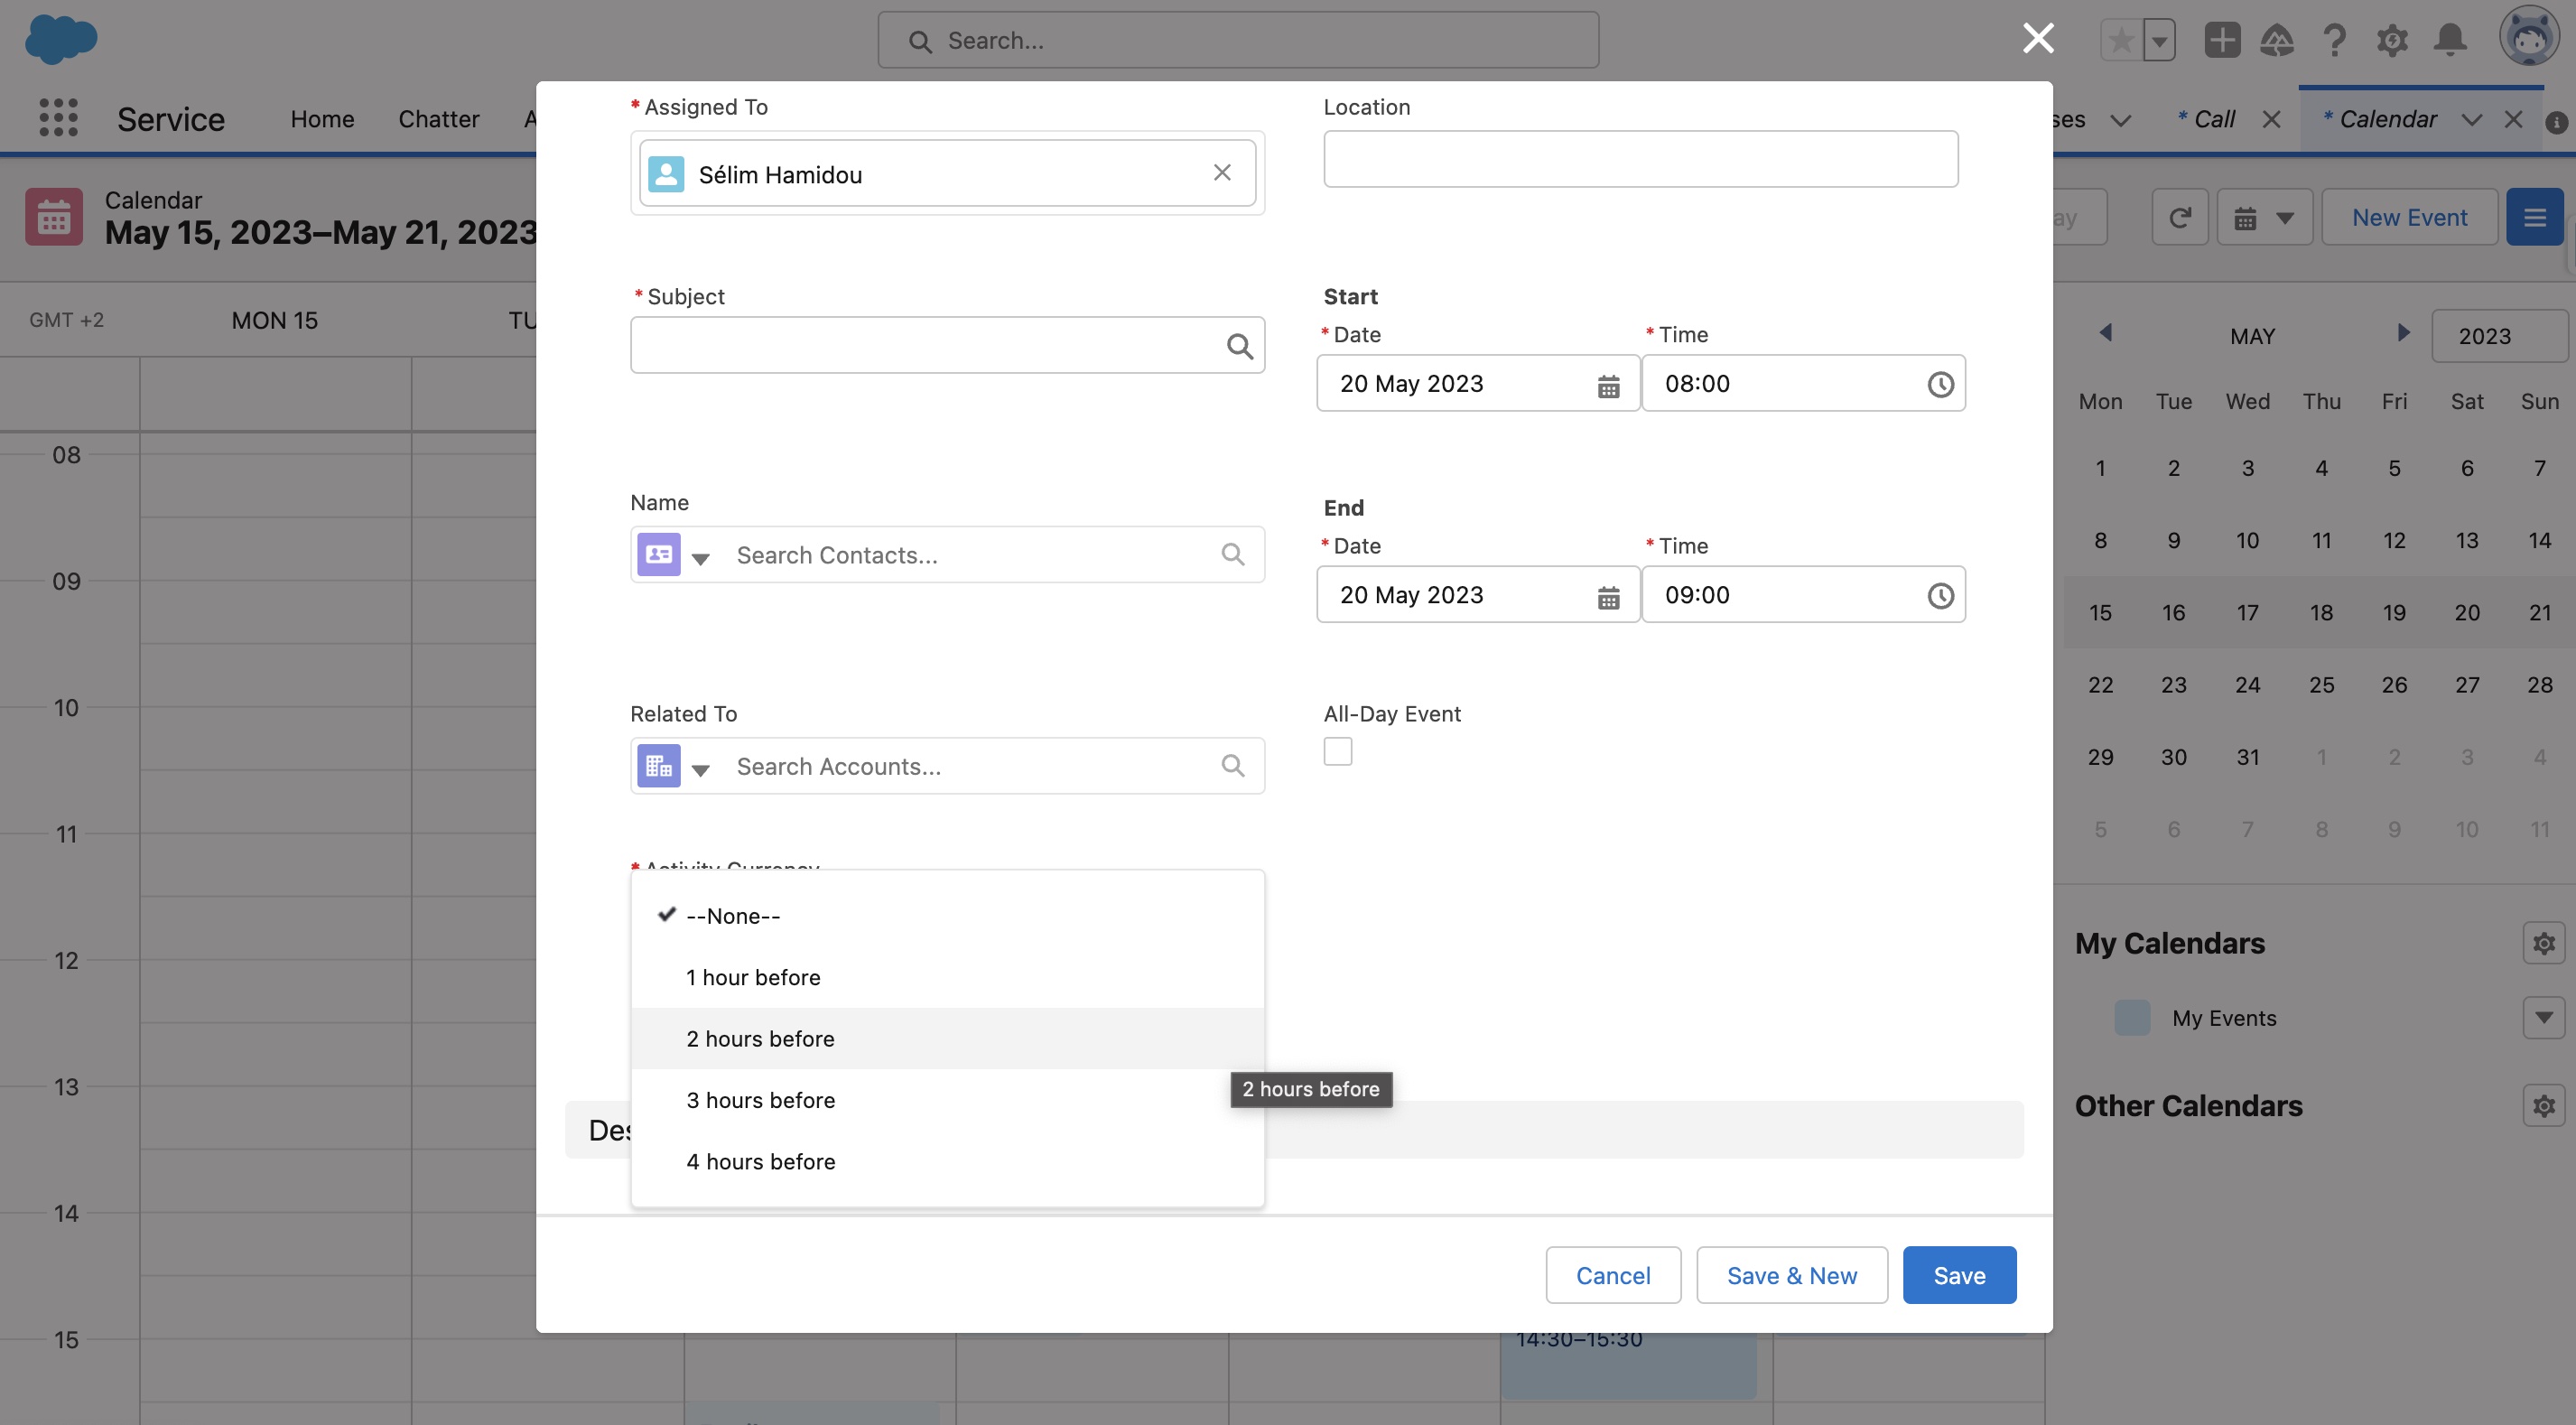 Search...
Service
Home
Chatter
* Call
* Calendar
Calendar
May 15, 2023–May 21, 2023
New Event
GMT +2
MON 15
08
09
10
11
12
13
14
15
14:30–15:30
* Assigned To
Sélim Hamidou
Location
* Subject
Start
* Date
* Time
20 May 2023
08:00
Name
Search Contacts...
End
* Date
* Time
20 May 2023
09:00
Related To
Search Accounts...
All-Day Event
* Activity Currency
--None--
1 hour before
2 hours before
3 hours before
4 hours before
2 hours before
Des
Cancel
Save & New
Save
MAY
2023
Mon Tue Wed Thu Fri Sat Sun
1 2 3 4 5 6 7
8 9 10 11 12 13 14
15 16 17 18 19 20 21
22 23 24 25 26 27 28
29 30 31 1 2 3 4
5 6 7 8 9 10 11
My Calendars
My Events
Other Calendars